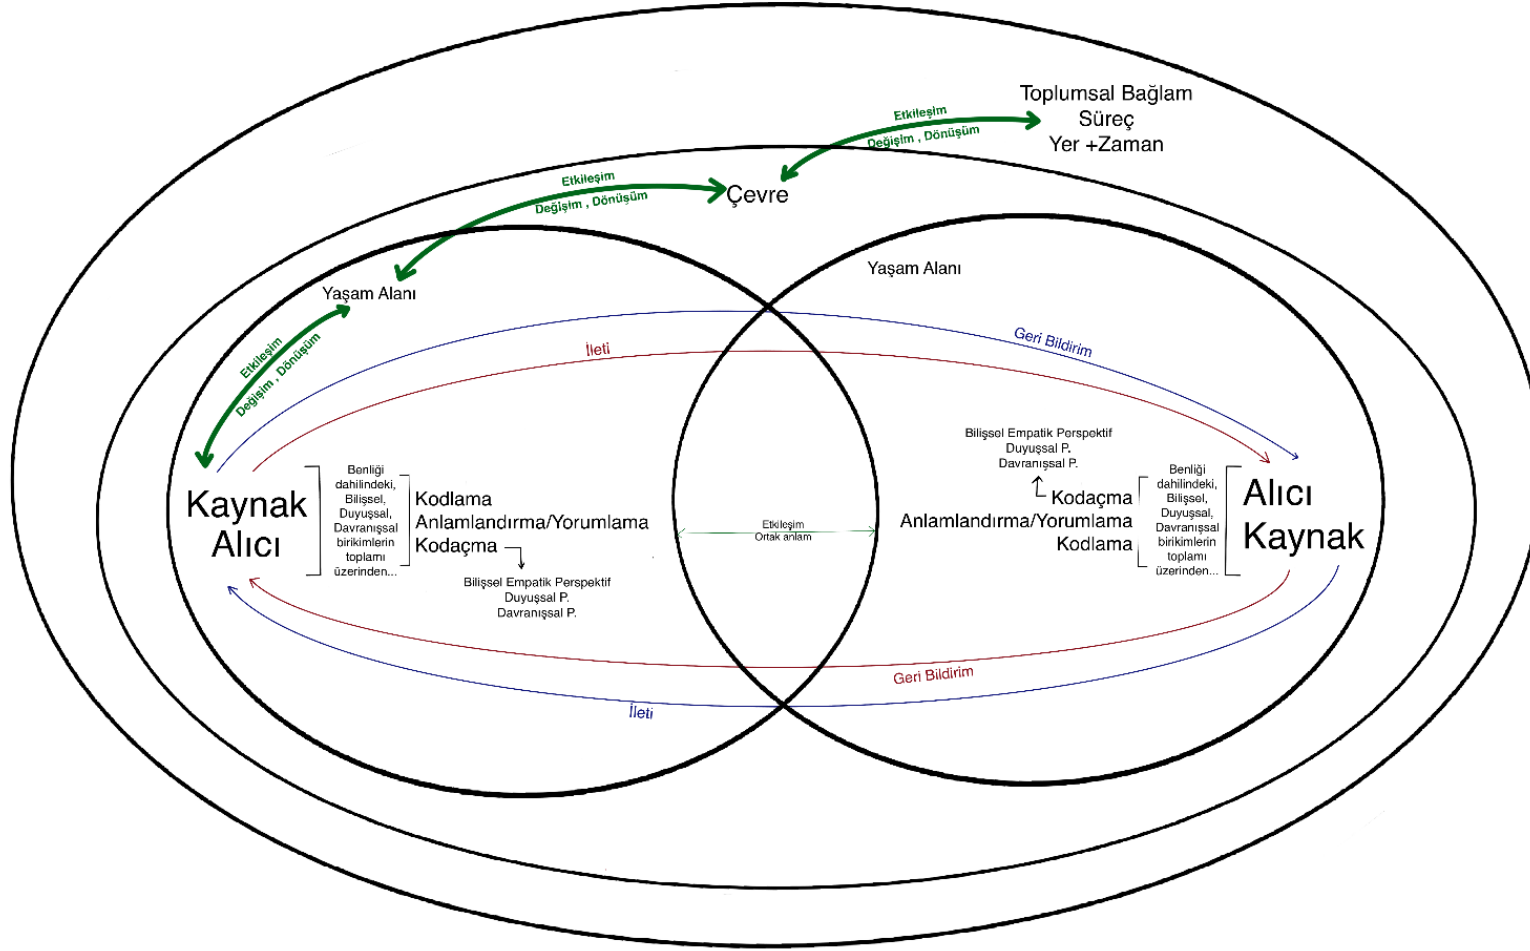 Toplumsal Bağlam
Süreç
Yer +Zaman
Etkileşim
Değişim , Dönüşüm
Çevre
Etkileşim
Değişim , Dönüşüm
Yaşam Alanı
Yaşam Alanı
Etkileşim
Değişim , Dönüşüm
Geri Bildirim
İleti
Kaynak
Alıcı
Benliği
dahilindeki,
Bilişsel,
Duyuşsal,
Davranışsal
birikimlerin
toplamı
üzerinden...
Kodlama
Anlamlandırma/Yorumlama
Kodaçma
Bilişsel Empatik Perspektif
Duyuşsal P.
Davranışsal P.
Etkileşim
Ortak anlam
Bilişsel Empatik Perspektif
Duyuşsal P.
Davranışsal P.
Kodaçma
Anlamlandırma/Yorumlama
Kodlama
Benliği
dahilindeki,
Bilişsel,
Duyuşsal,
Davranışsal
birikimlerin
toplamı
üzerinden...
Alıcı
Kaynak
Geri Bildirim
İleti